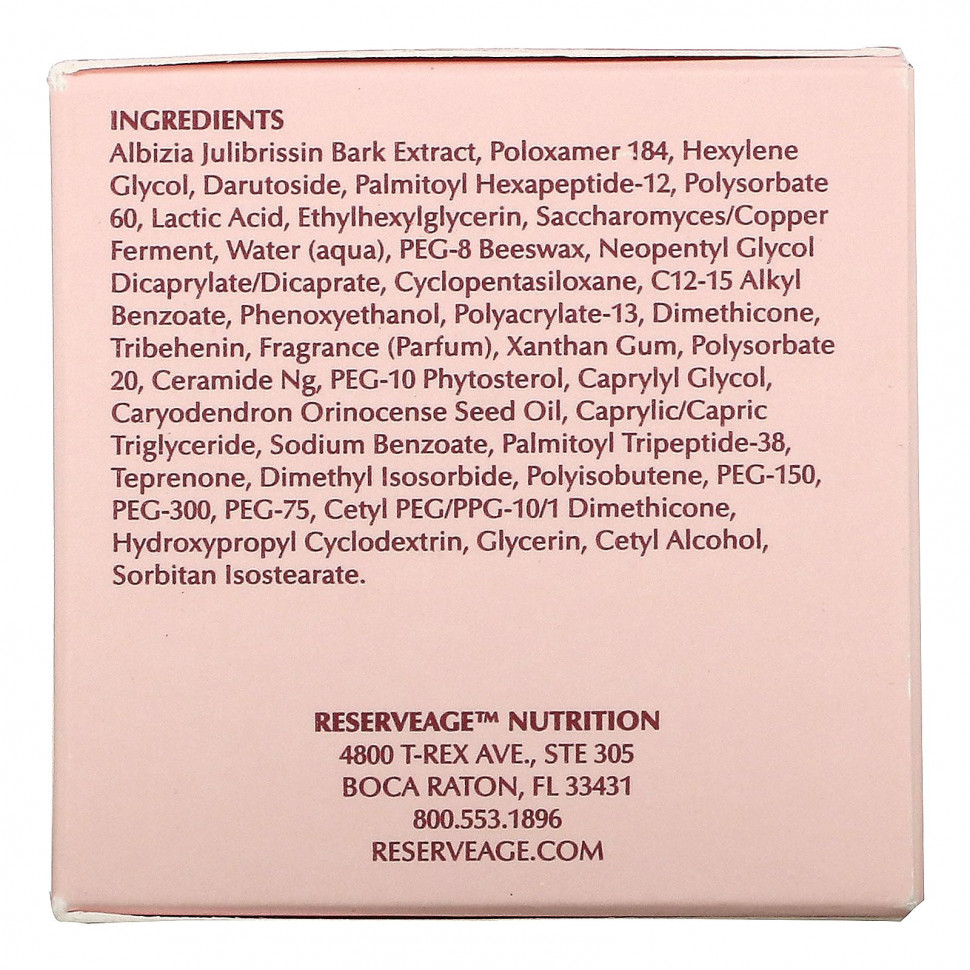 INGREDIENTS
Albizia Julibrissin Bark Extract, Poloxamer 184, Hexylene
Glycol, Darutoside, Palmitoyl Hexapeptide-12, Polysorbate
60, Lactic Acid, Ethylhexylglycerin, Saccharomyces/Copper
Ferment, Water (aqua), PEG-8 Beeswax, Neopentyl Glycol
Dicaprylate/Dicaprate, Cyclopentasiloxane, C12-15 Alkyl
Benzoate, Phenoxyethanol, Polyacrylate-13, Dimethicone,
Tribehenin, Fragrance (Parfum), Xanthan Gum, Polysorbate
20, Ceramide Ng, PEG-10 Phytosterol, Caprylyl Glycol,
Caryodendron Orinocense Seed Oil, Caprylic/Capric
Triglyceride, Sodium Benzoate, Palmitoyl Tripeptide-38,
Teprenone, Dimethyl Isosorbide, Polyisobutene, PEG-150,
PEG-300, PEG-75, Cetyl PEG/PPG-10/1 Dimethicone,
Hydroxypropyl Cyclodextrin, Glycerin, Cetyl Alcohol,
Sorbitan Isostearate.
RESERVEAGE™ NUTRITION
4800 T-REX AVE., STE 305
BOCA RATON, FL 33431
800.553.1896
RESERVEAGE.COM